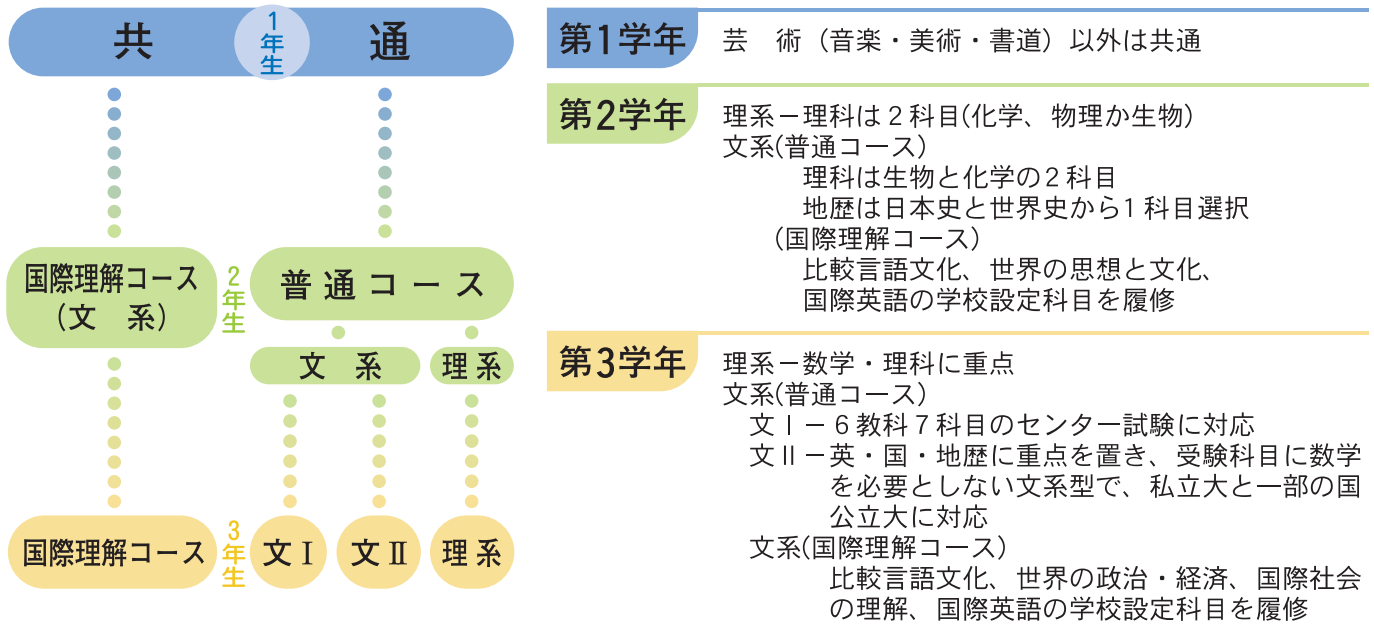 共 通
1年生
国際理解コース
(文 系)
2年生
普通コース
文 系
理系
国際理解コース
3年生
文Ⅰ
文Ⅱ
理系
第1学年
芸 術（音楽・美術・書道）以外は共通
第2学年
理系－理科は２科目(化学、物理か生物)
文系(普通コース)
理科は生物と化学の２科目
地歴は日本史と世界史から1科目選択
(国際理解コース)
比較言語文化、世界の思想と文化、
国際英語の学校設定科目を履修
第3学年
理系－数学・理科に重点
文系(普通コース)
文Ⅰ－６教科７科目のセンター試験に対応
文Ⅱ－英・国・地歴に重点を置き、受験科目に数学
を必要としない文系型で、私立大と一部の国
公立大に対応
文系(国際理解コース)
比較言語文化、世界の政治・経済、国際社会
の理解、国際英語の学校設定科目を履修